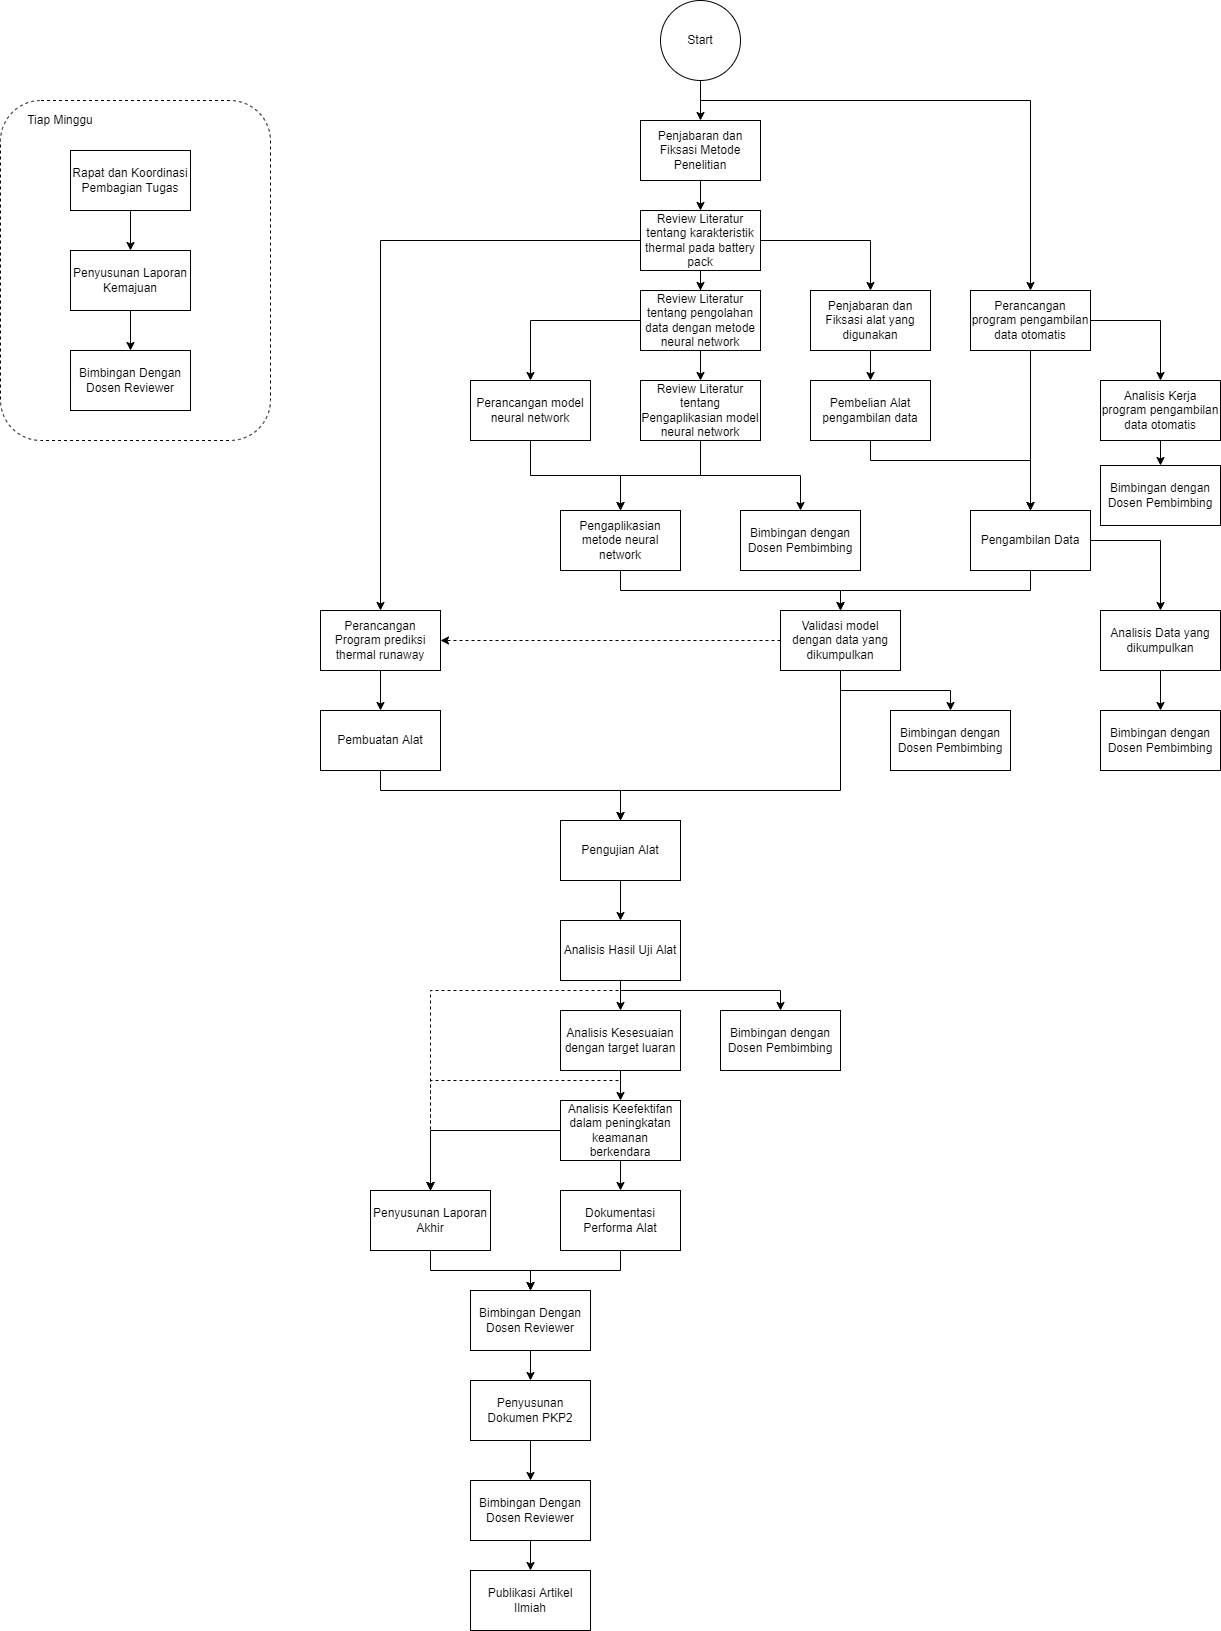 Start
Tiap Minggu
Rapat dan Koordinasi
Pembagian Tugas
Penyusunan Laporan
Kemajuan
Bimbingan Dengan
Dosen Reviewer
Penjabaran dan
Fiksasi Metode
Penelitian
Review Literatur
tentang karakteristik
thermal pada battery
pack
Review Literatur
tentang pengolahan
data dengan metode
neural network
Penjabaran dan
Fiksasi alat yang
digunakan
Perancangan
program pengambilan
data otomatis
Perancangan model
neural network
Review Literatur
tentang
Pengaplikasian model
neural network
Pembelian Alat
pengambilan data
Analisis Kerja
program pengambilan
data otomatis
Bimbingan dengan
Dosen Pembimbing
Pengaplikasian
metode neural
network
Bimbingan dengan
Dosen Pembimbing
Pengambilan Data
Perancangan
Program prediksi
thermal runaway
Validasi model
dengan data yang
dikumpulkan
Analisis Data yang
dikumpulkan
Pembuatan Alat
Bimbingan dengan
Dosen Pembimbing
Bimbingan dengan
Dosen Pembimbing
Pengujian Alat
Analisis Hasil Uji Alat
Analisis Kesesuaian
dengan target luaran
Bimbingan dengan
Dosen Pembimbing
Analisis Keefektifan
dalam peningkatan
keamanan
berkendara
Penyusunan Laporan
Akhir
Dokumentasi
Performa Alat
Bimbingan Dengan
Dosen Reviewer
Penyusunan
Dokumen PKP2
Bimbingan Dengan
Dosen Reviewer
Publikasi Artikel
Ilmiah